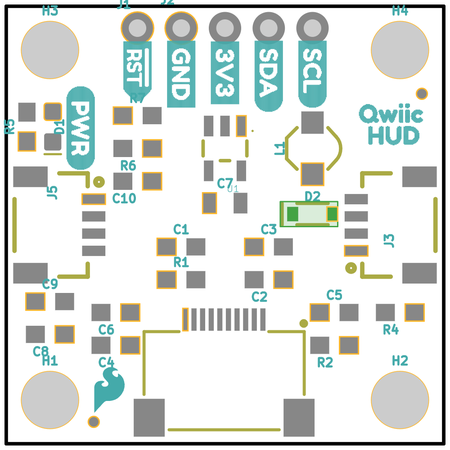 J1 J2
H3 H4
RST GND 3V3 SDA SCL
Qwiic
HUD
R7
R5 D1 PWR
L1
R6
C7 U1
J5 C10 D2
C1 C3 J3
R1
C9 C2 C5
C6 R4
C8 C4 R2
H1 H2